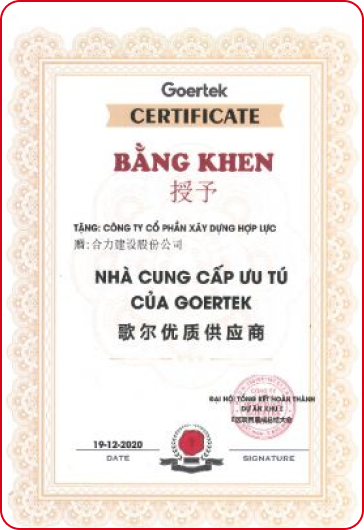 Goertek
CERTIFICATE
BẰNG KHEN
授予
TẶNG: CÔNG TY CỔ PHẦN XÂY DỰNG HỢP LỰC
赠:合力建设股份公司
NHÀ CUNG CẤP ƯU TÚ
CỦA GOERTEK
歌尔优质供应商
ĐẠI HỘI TỔNG KẾT HOÀN THÀNH
DỰ ÁN KHU
19-12-2020
DATE
SIGNATURE